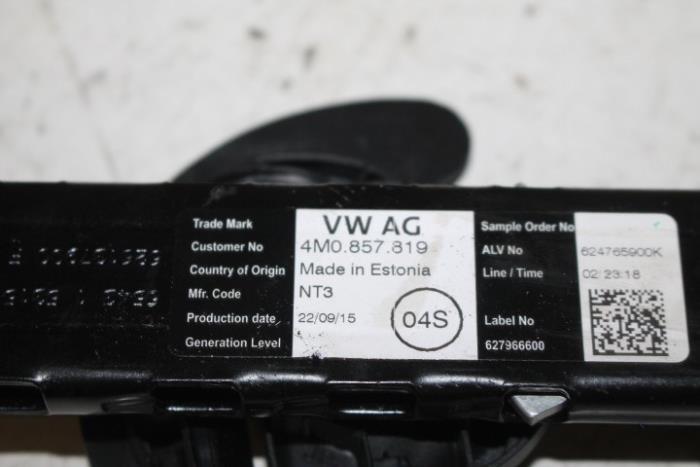 Trade Mark VW AG
Customer No 4M0.857.819
Country of Origin Made in Estonia
Mfr. Code NT3
Production date 22/09/15 04S
Generation Level
Sample Order No
ALV No 624765900K
Line / Time 02 23:18
Label No
627966600